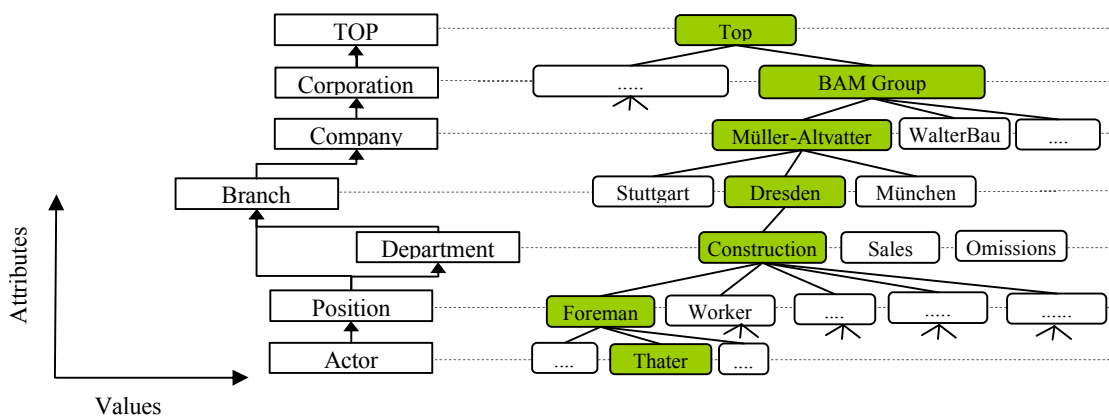 TOP
Top
Corporation
.....
BAM Group
Company
Müller-Altvatter
WalterBau
....
Branch
Stuttgart
Dresden
München
Department
Construction
Sales
Omissions
Position
Foreman
Worker
....
.....
......
Actor
....
Thater
....
Attributes
Values